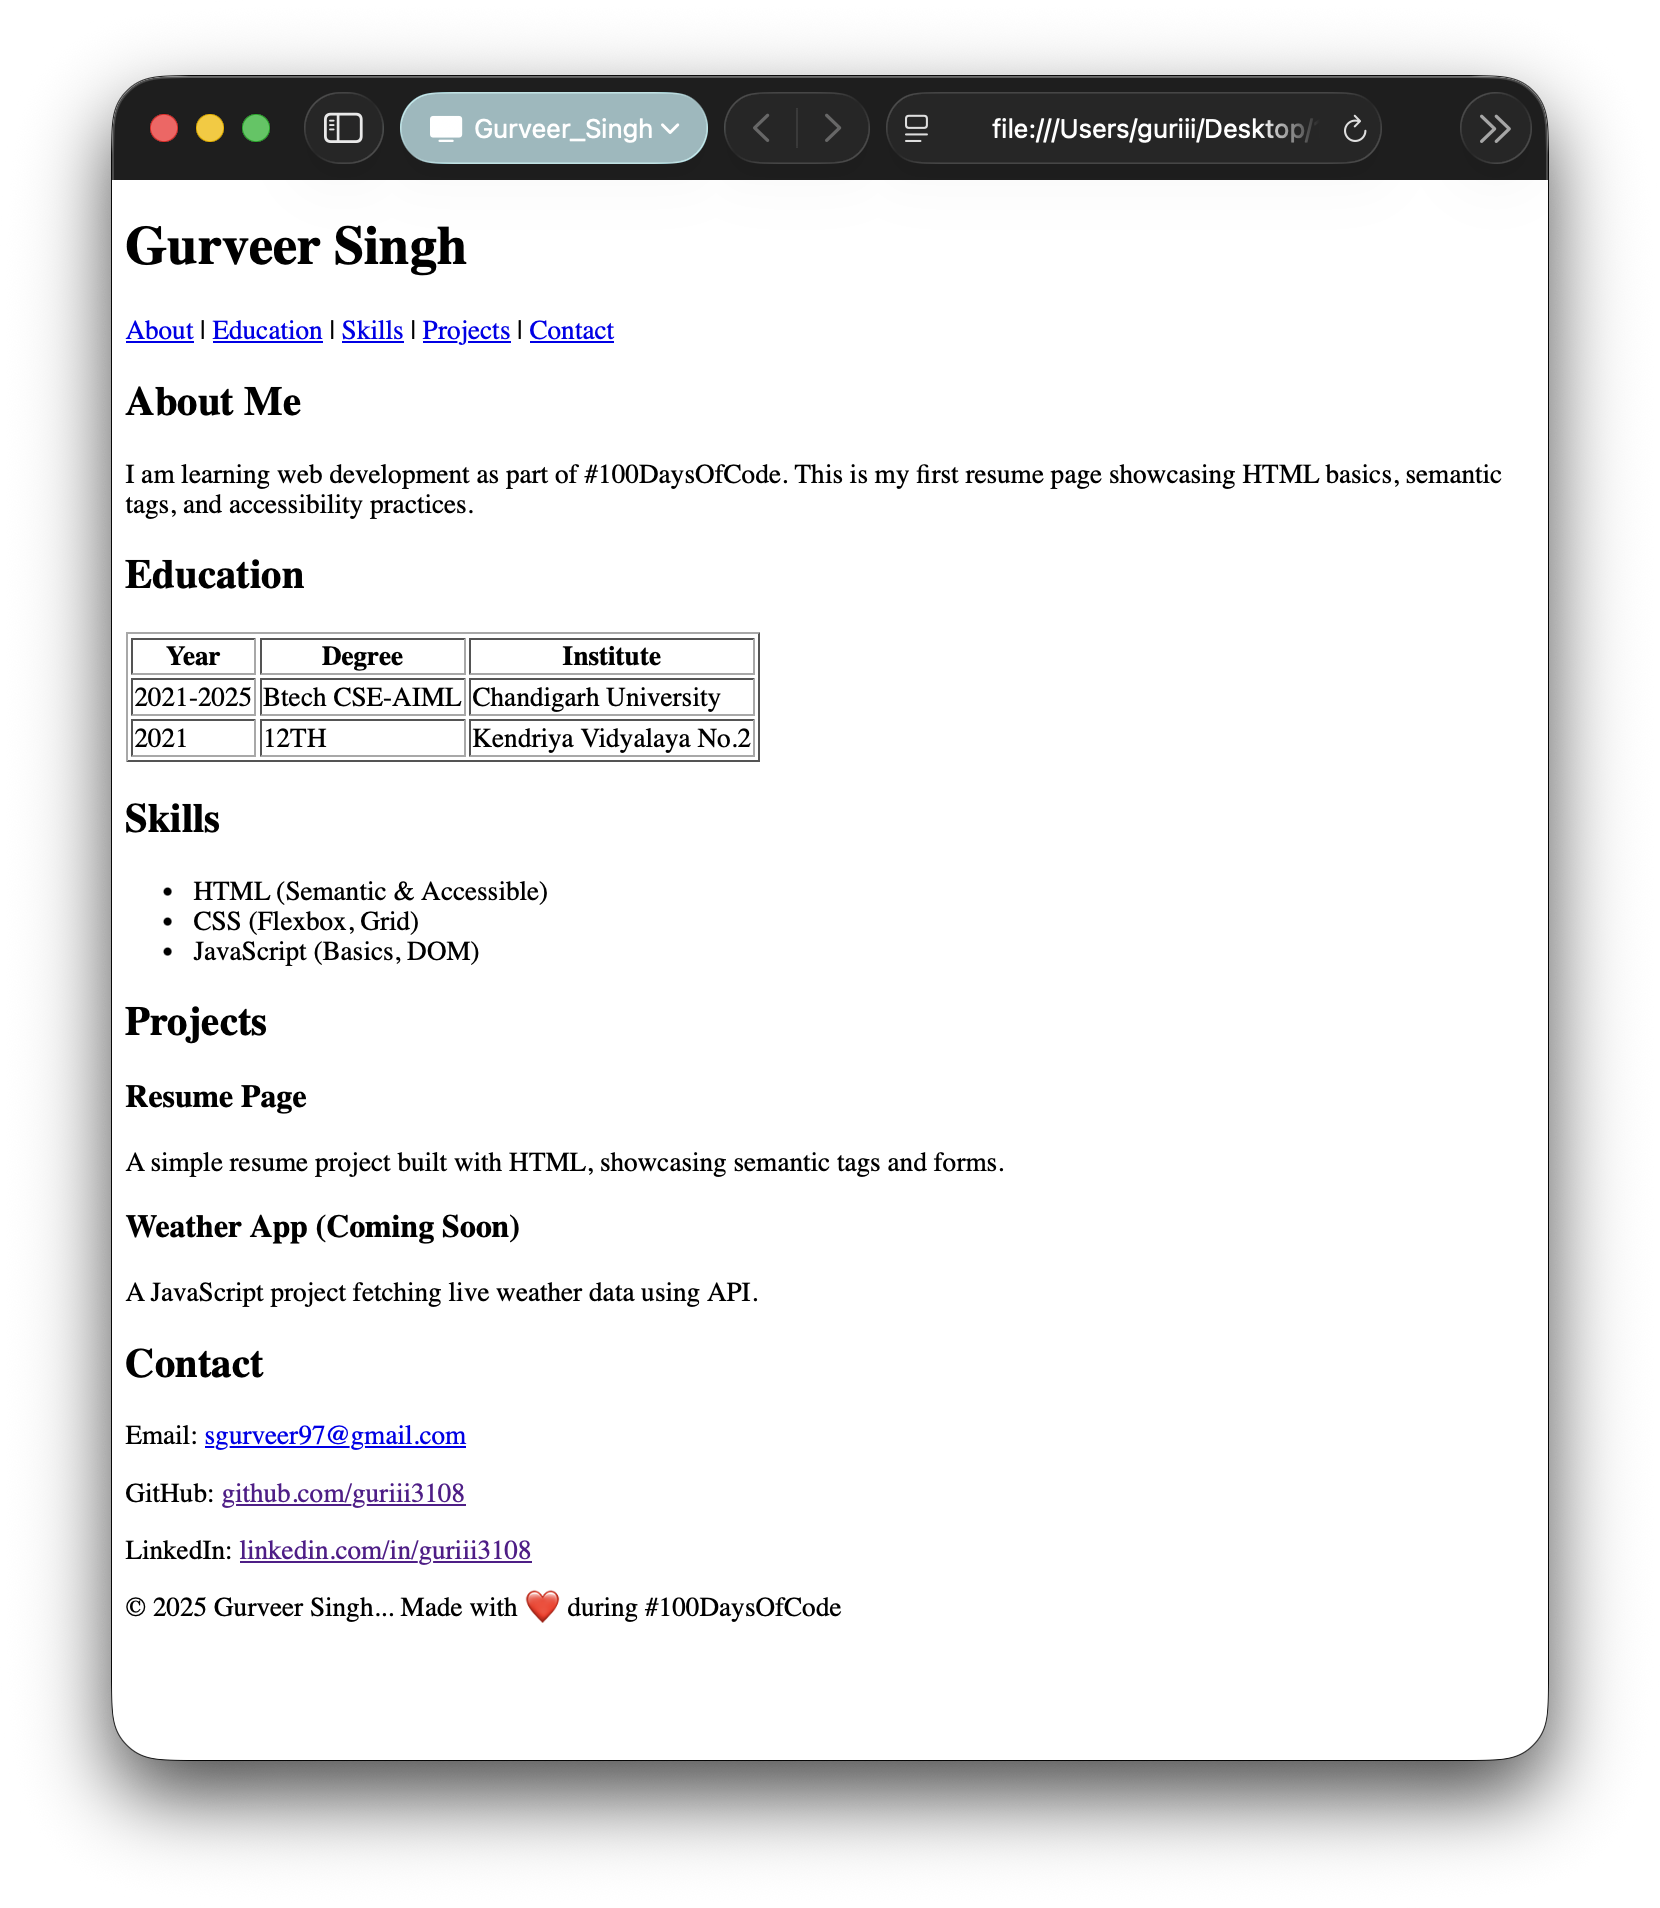 Gurveer_Singh
file:///Users/guriii/Desktop/
Gurveer Singh
About | Education | Skills | Projects | Contact
About Me
I am learning web development as part of #100DaysOfCode. This is my first resume page showcasing HTML basics, semantic
tags, and accessibility practices.
Education
Year Degree Institute
2021-2025 Btech CSE-AIML Chandigarh University
2021 12TH Kendriya Vidyalaya No.2
Skills
• HTML (Semantic & Accessible)
• CSS (Flexbox, Grid)
• JavaScript (Basics, DOM)
Projects
Resume Page
A simple resume project built with HTML, showcasing semantic tags and forms.
Weather App (Coming Soon)
A JavaScript project fetching live weather data using API.
Contact
Email: sgurveer97@gmail.com
GitHub: github.com/guriii3108
LinkedIn: linkedin.com/in/guriii3108
© 2025 Gurveer Singh... Made with ❤️ during #100DaysOfCode